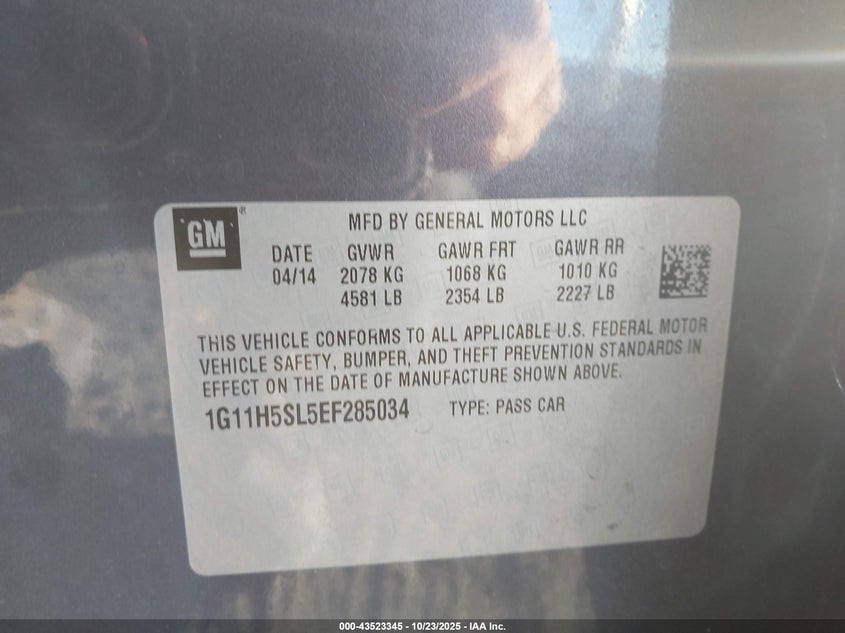 GM®
MFD BY GENERAL MOTORS LLC
DATE GVWR GAWR FRT GAWR RR
04/14 2078 KG 1068 KG 1010 KG
4581 LB 2354 LB 2227 LB
THIS VEHICLE CONFORMS TO ALL APPLICABLE U.S. FEDERAL MOTOR
VEHICLE SAFETY, BUMPER, AND THEFT PREVENTION STANDARDS IN
EFFECT ON THE DATE OF MANUFACTURE SHOWN ABOVE.
1G11H5SL5EF285034 TYPE: PASS CAR
000-43523345 - 10/23/2025 - IAA Inc.